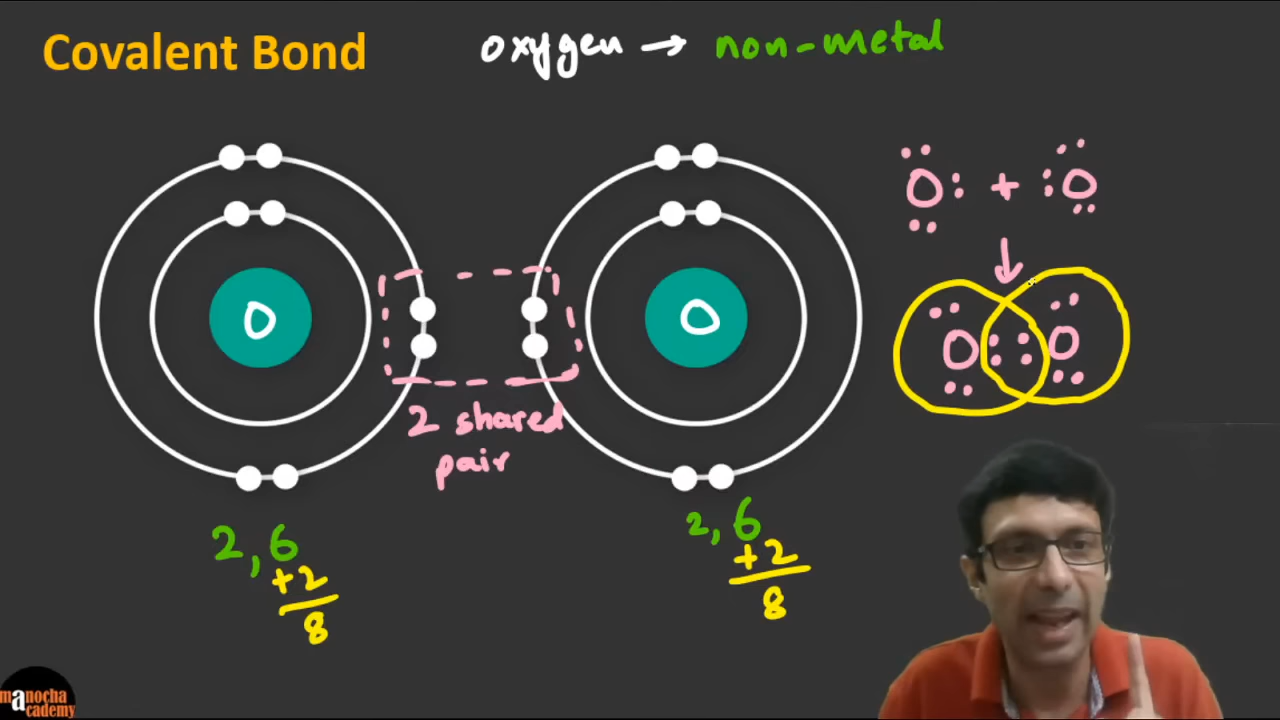 Covalent Bond
oxygen → non-metal
O: + :O
O
O
O :: O
2 shared
pair
2, 6
+2
8
2, 6
+2
8
manocha
academy